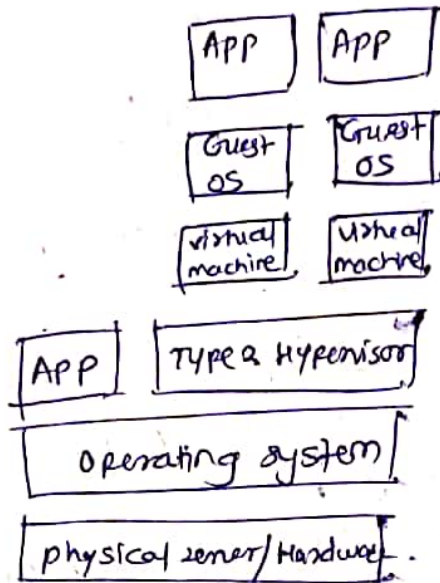 APP APP
Guest Guest
OS OS
virtual virtual
machine machine
APP Type 2 Hypervisor
Operating system
physical server/Hardware.